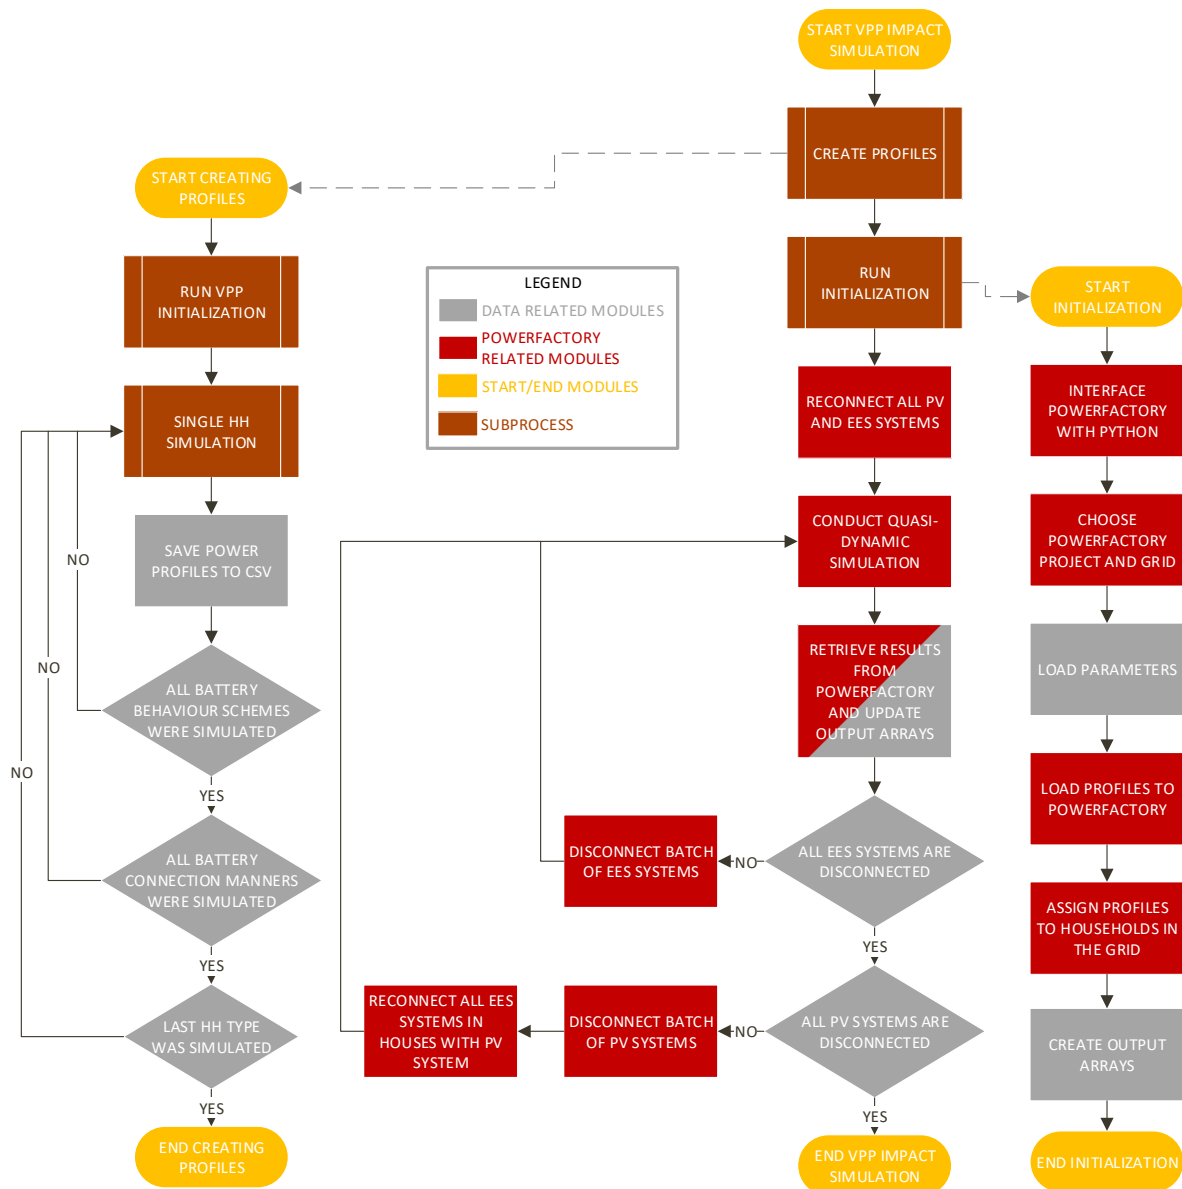 START VPP IMPACT
SIMULATION
CREATE PROFILES
RUN
INITIALIZATION
RECONNECT ALL PV
AND EES SYSTEMS
CONDUCT QUASI-
DYNAMIC
SIMULATION
RETRIEVE RESULTS
FROM
POWERFACTORY
AND UPDATE
OUTPUT ARRAYS
ALL EES SYSTEMS ARE
DISCONNECTED
NO
DISCONNECT BATCH
OF EES SYSTEMS
YES
ALL PV SYSTEMS ARE
DISCONNECTED
NO
DISCONNECT BATCH
OF PV SYSTEMS
RECONNECT ALL EES
SYSTEMS IN
HOUSES WITH PV
SYSTEM
YES
END VPP IMPACT
SIMULATION
START CREATING
PROFILES
RUN VPP
INITIALIZATION
SINGLE HH
SIMULATION
SAVE POWER
PROFILES TO CSV
NO
ALL BATTERY
BEHAVIOUR SCHEMES
WERE SIMULATED
YES
NO
ALL BATTERY
CONNECTION MANNERS
WERE SIMULATED
YES
NO
LAST HH TYPE
WAS SIMULATED
YES
END CREATING
PROFILES
LEGEND
DATA RELATED MODULES
POWERFACTORY
RELATED MODULES
START/END MODULES
SUBPROCESS
START
INITIALIZATION
INTERFACE
POWERFACTORY
WITH PYTHON
CHOOSE
POWERFACTORY
PROJECT AND GRID
LOAD PARAMETERS
LOAD PROFILES TO
POWERFACTORY
ASSIGN PROFILES
TO HOUSEHOLDS IN
THE GRID
CREATE OUTPUT
ARRAYS
END INITIALIZATION